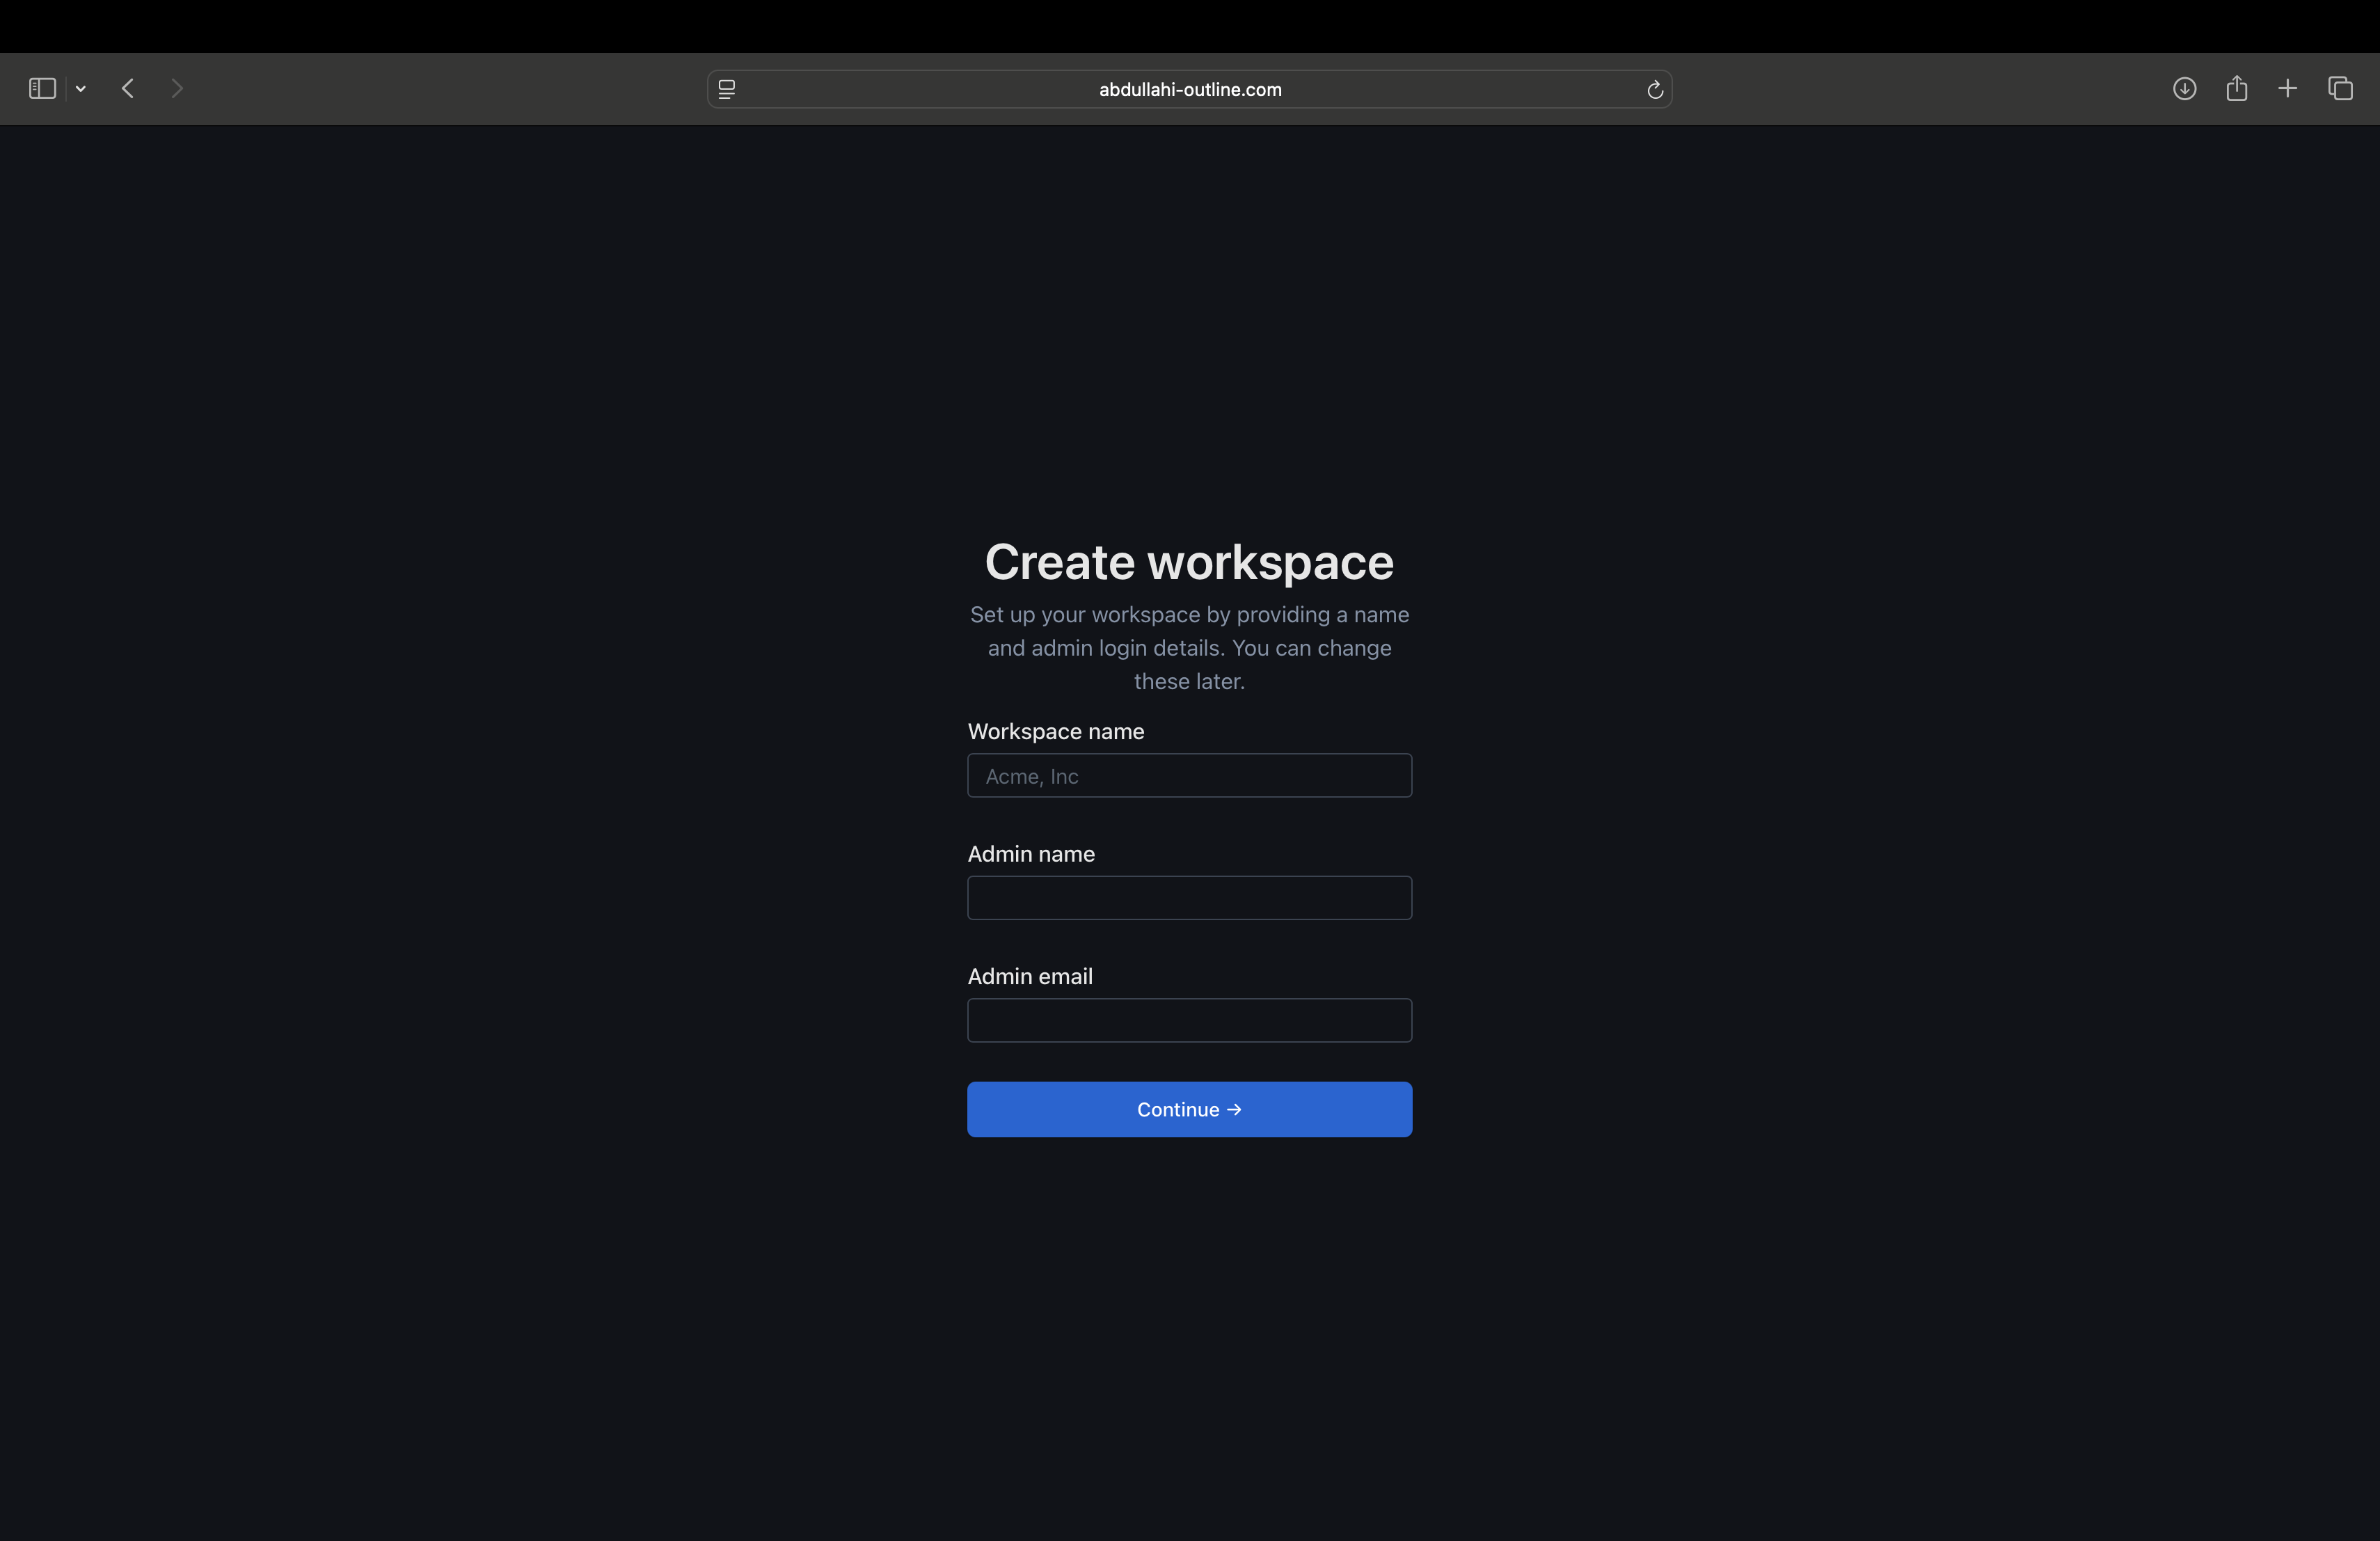 abdullahi-outline.com
Create workspace
Set up your workspace by providing a name
and admin login details. You can change
these later.
Workspace name
Acme, Inc
Admin name
Admin email
Continue →